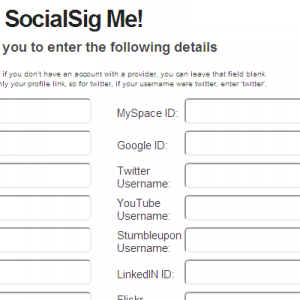 SocialSig Me!
you to enter the following details
if you don't have an account with a provider, you can leave that field blank.
nly your profile link, so for twitter, if your username were twitter, enter 'twitter'.
MySpace ID:
Google ID:
Twitter
Username:
YouTube
Username:
Stumbleupon
Username:
LinkedIN ID:
Flickr